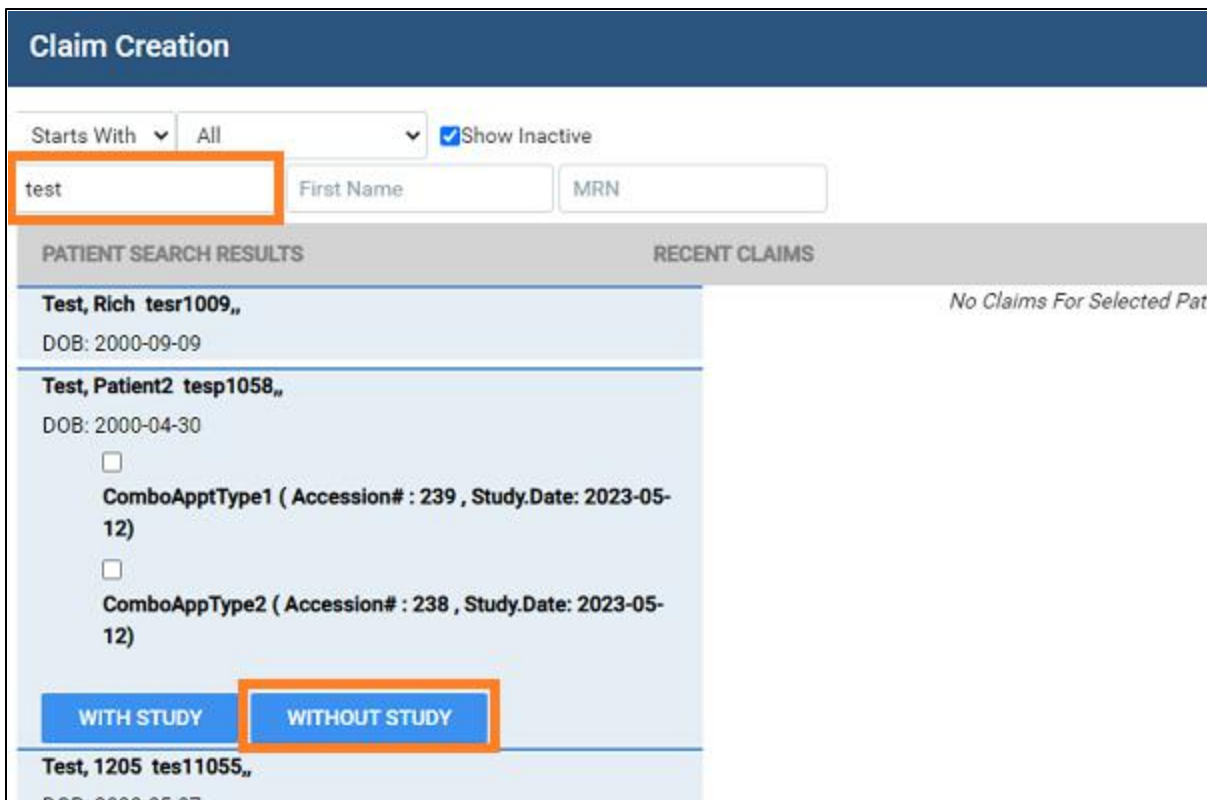 Claim Creation
Starts With All Show Inactive
test First Name MRN
PATIENT SEARCH RESULTS RECENT CLAIMS
Test, Rich tesr1009,, No Claims For Selected
DOB: 2000-09-09
Test, Patient2 tesp1058,,
DOB: 2000-04-30
ComboApptType1 ( Accession# : 239 , Study.Date: 2023-05-
12)
ComboAppType2 ( Accession# : 238 , Study.Date: 2023-05-
12)
WITH STUDY WITHOUT STUDY
Test, 1205 tes11055,,